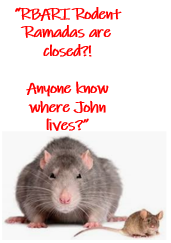 "RBARI Rodent
Ramadas are
closed?!
Anyone know
where John
lives?"